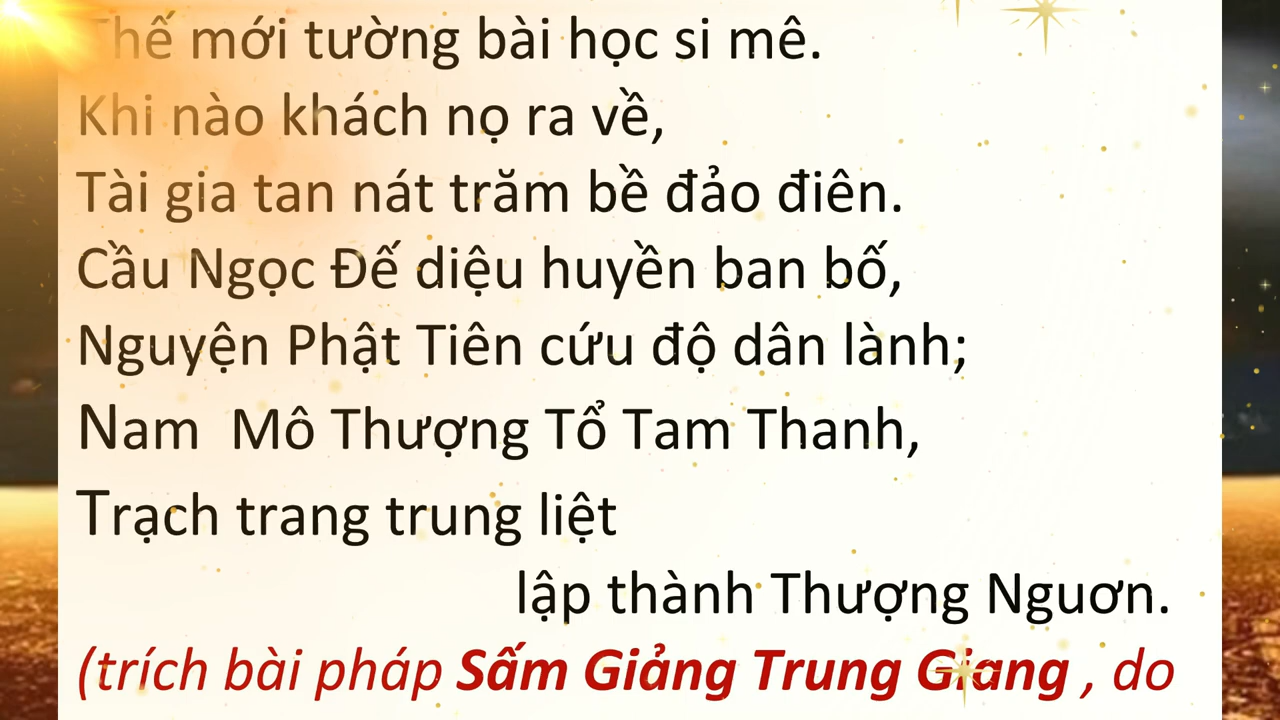 Thế mới tường bài học si mê.
Khi nào khách nọ ra về,
Tài gia tan nát trăm bề đảo điên.
Cầu Ngọc Đế diệu huyền ban bố,
Nguyện Phật Tiên cứu độ dân lành;
Nam Mô Thượng Tổ Tam Thanh,
Trạch trang trung liệt
lập thành Thượng Nguơn.
(trích bài pháp Sấm Giảng Trung Giang , do